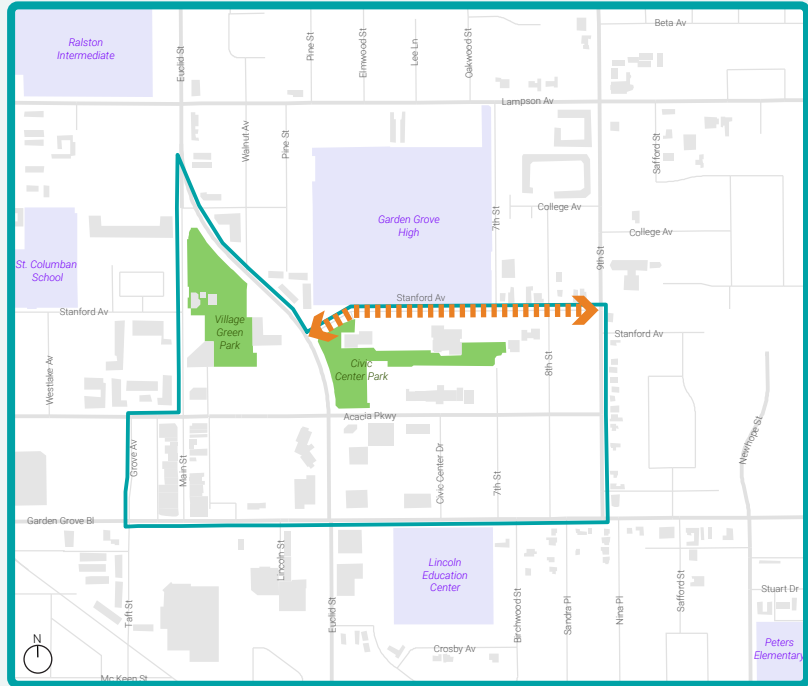 Beta Av
Ralston
Intermediate
Euclid St
Pine St
Elmwood St
Lee Ln
Oakwood St
Lampson Av
Walnut Av
Pine St
Safford St
Garden Grove
High
7th St
College Av
College Av
9th St
St. Columban
School
Stanford Av
Stanford Av
Stanford Av
Village
Green
Park
Civic
Center Park
8th St
Westlake Av
Acacia Pkwy
Grove Av
Main St
Civic Center Dr
7th St
Newhope St
Garden Grove Bl
Lincoln St
Euclid St
Lincoln
Education
Center
Birchwood St
Sandra Pl
Nina Pl
Safford St
Stuart Dr
Taft St
N
Crosby Av
Peters
Elementary
Mc Keen St